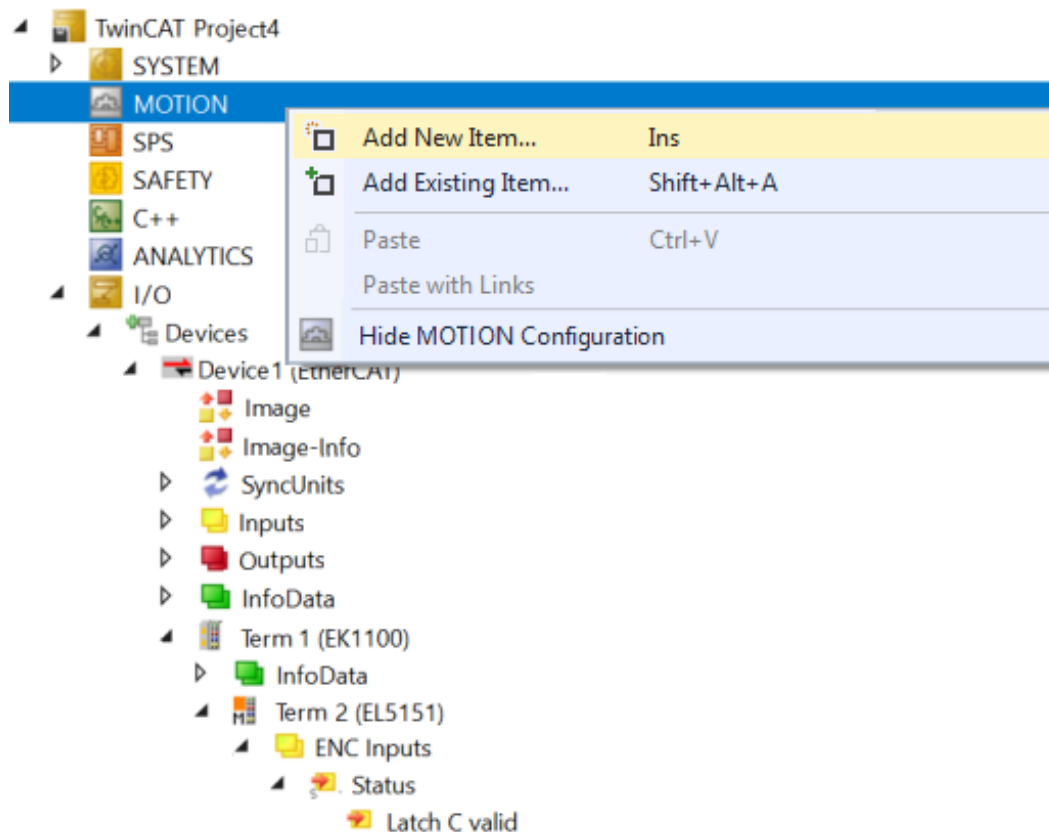 TwinCAT Project4
SYSTEM
MOTION
Add New Item... Ins
SPS
SAFETY
Add Existing Item... Shift+Alt+A
C++
Paste Ctrl+V
ANALYTICS
Paste with Links
I/O
Devices
Hide MOTION Configuration
Device1 (EtherCAT)
Image
Image-Info
SyncUnits
Inputs
Outputs
InfoData
Term 1 (EK1100)
InfoData
Term 2 (EL5151)
ENC Inputs
Status
Latch C valid